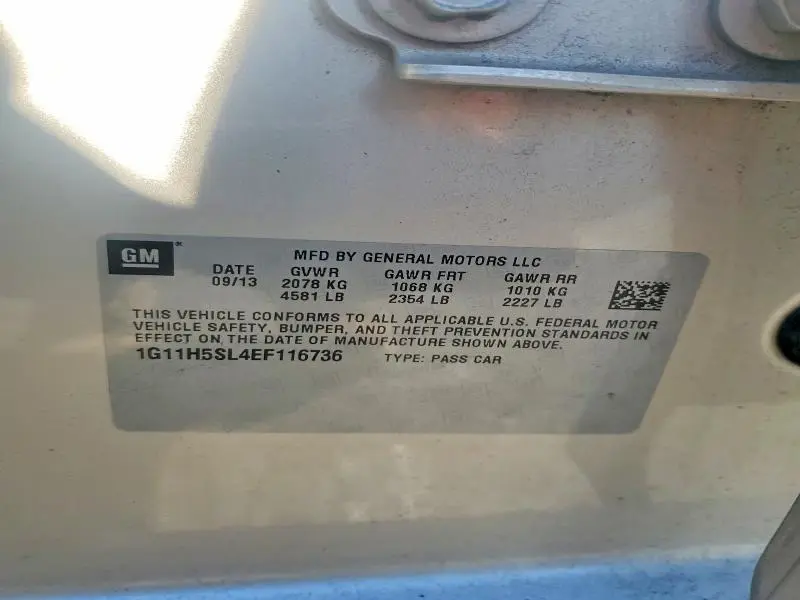 GM
MFD BY GENERAL MOTORS LLC
DATE GVWR GAWR FRT GAWR RR
09/13 2078 KG 1068 KG 1010 KG
4581 LB 2354 LB 2227 LB
THIS VEHICLE CONFORMS TO ALL APPLICABLE U.S. FEDERAL MOTOR
VEHICLE SAFETY, BUMPER, AND THEFT PREVENTION STANDARDS IN
EFFECT ON THE DATE OF MANUFACTURE SHOWN ABOVE.
1G11H5SL4EF116736 TYPE: PASS CAR